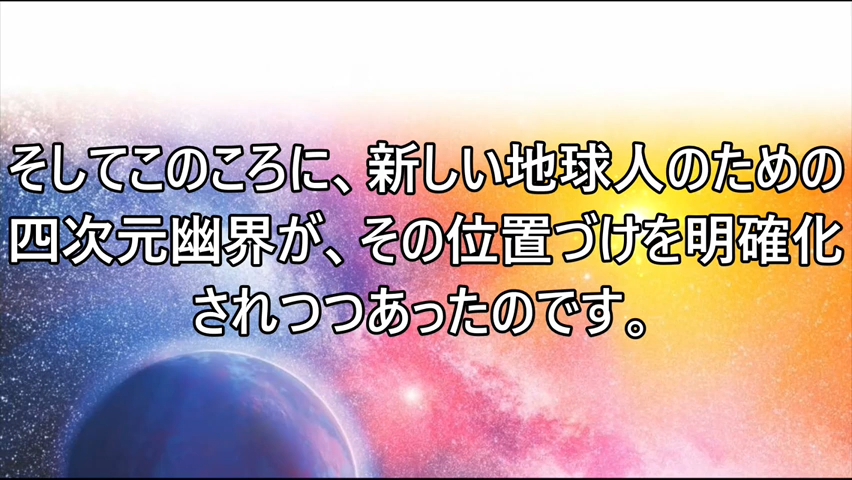 そしてこのころに、新しい地球人のための
四次元幽界が、その位置づけを明確化
されつつあったのです。